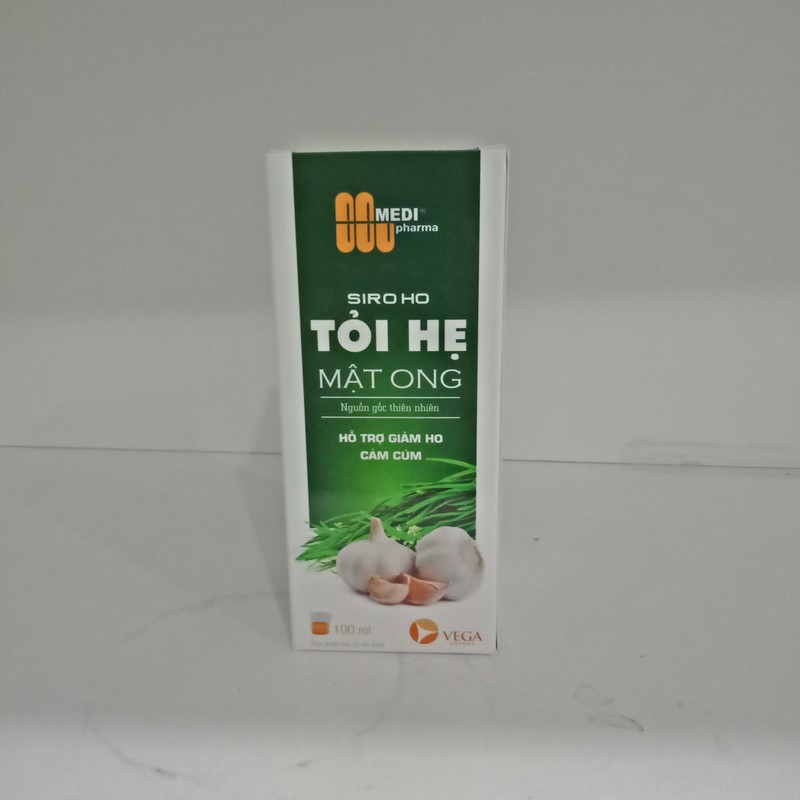 MEDI
pharma
SIRO HO
TỎI HẸ
MẬT ONG
Nguồn gốc thiên nhiên
HỖ TRỢ GIẢM HO
CẢM CÚM
100 ml
VEGA